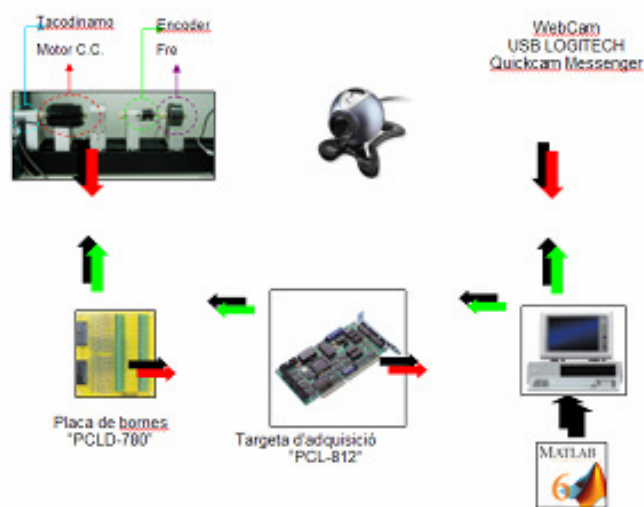 Tacodinamo
Encoder
Motor C.C.
Fre
WebCam
USB LOGITECH
Quickcam Messenger
Placa de bornes
"PCLD-780"
Targeta d'adquisició
"PCL-812"
MATLAB
6